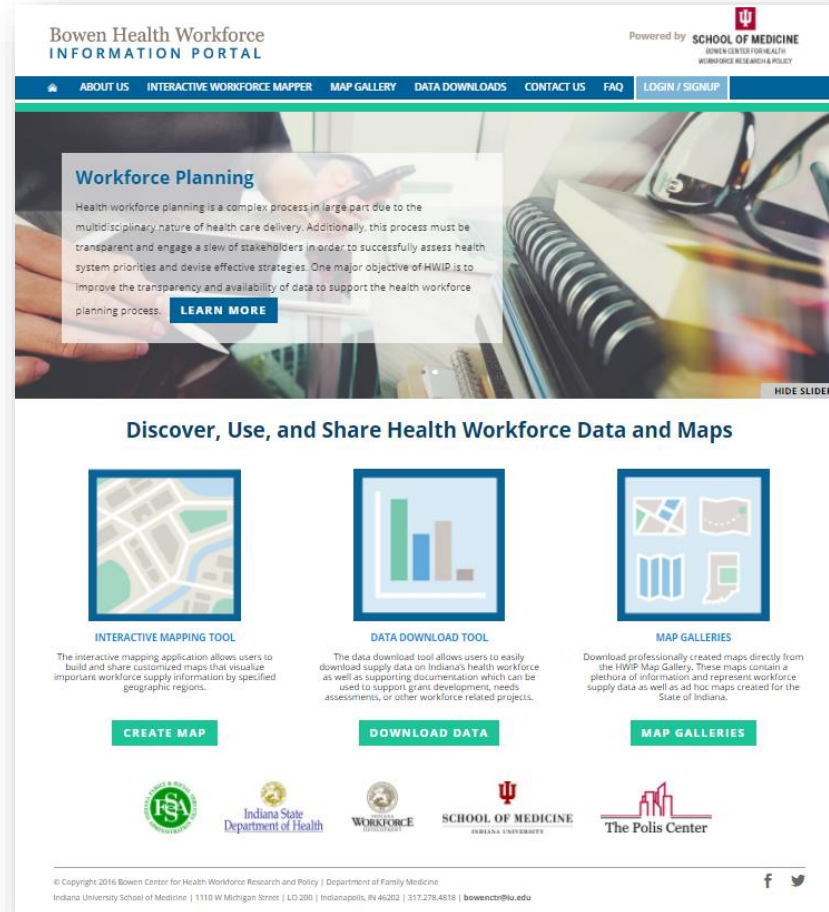 Bowen Health Workforce
INFORMATION PORTAL
Powered by
SCHOOL OF MEDICINE
BOWEN CENTER FOR HEALTH
WORKFORCE RESEARCH & POLICY
ABOUT US INTERACTIVE WORKFORCE MAPPER MAP GALLERY DATA DOWNLOADS CONTACT US FAQ LOGIN / SIGNUP
Workforce Planning
Health workforce planning is a complex process in large part due to the
multidisciplinary nature of health care delivery. Additionally, this process must be
transparent and engage a slew of stakeholders in order to successfully assess health
system priorities and devise effective strategies. One major objective of HWIP is to
improve the transparency and availability of data to support the health workforce
planning process. LEARN MORE
HIDE SLIDER
Discover, Use, and Share Health Workforce Data and Maps
INTERACTIVE MAPPING TOOL
The interactive mapping application allows users to
build and share customized maps that visualize
important workforce supply information by specified
geographic regions.
CREATE MAP
DATA DOWNLOAD TOOL
The data download tool allows users to easily
download supply data on Indiana's health workforce
as well as supporting documentation which can be
used to support grant development, needs
assessments, or other workforce related projects.
DOWNLOAD DATA
MAP GALLERIES
Download professionally created maps directly from
the HWIP Map Gallery. These maps contain a
plethora of information and represent workforce
supply data as well as ad hoc maps created for the
State of Indiana.
MAP GALLERIES
INDIANA FAMILY & SOCIAL SERVICES ADMINISTRATION
FSSA
Indiana State
Department of Health
INDIANA
WORKFORCE
DEVELOPMENT
SCHOOL OF MEDICINE
INDIANA UNIVERSITY
The Polis Center
© Copyright 2016 Bowen Center for Health Workforce Research and Policy | Department of Family Medicine
Indiana University School of Medicine | 1110 W Michigan Street | LO 200 | Indianapolis, IN 46202 | 317.278.4818 | bowenctr@iu.edu